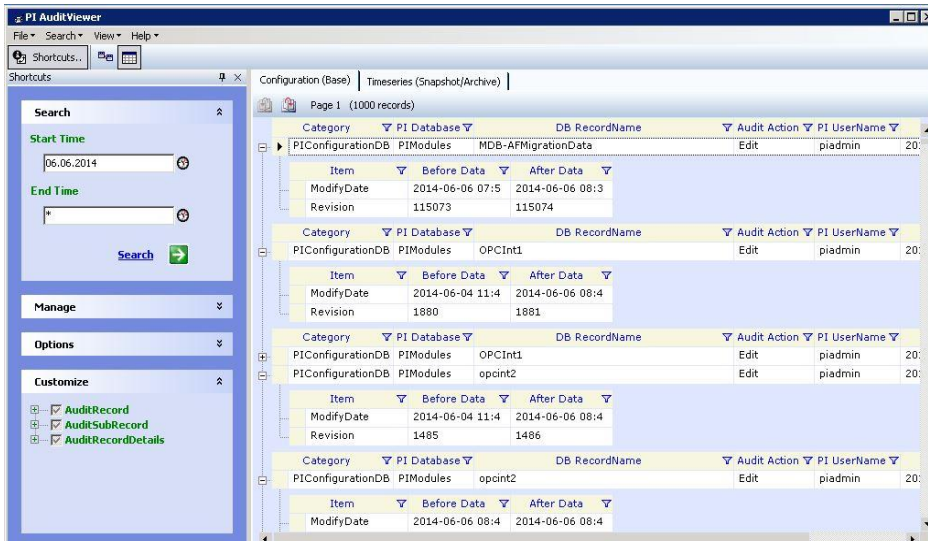 PI AuditViewer
File Search View Help
Shortcuts..
Shortcuts
Search
Start Time
06.06.2014
End Time
*
Search
Manage
Options
Customize
AuditRecord
AuditSubRecord
AuditRecordDetails
Configuration (Base) Timeseries (Snapshot/Archive)
Page 1 (1000 records)
Category PI Database DB RecordName Audit Action PI UserName
PIConfigurationDB PIModules MDB-AFMigrationData Edit piadmin 20
Item Before Data After Data
ModifyDate 2014-06-06 07:5 2014-06-06 08:3
Revision 115073 115074
Category PI Database DB RecordName Audit Action PI UserName
PIConfigurationDB PIModules OPCInt1 Edit piadmin 20
Item Before Data After Data
ModifyDate 2014-06-04 11:4 2014-06-06 08:4
Revision 1880 1881
Category PI Database DB RecordName Audit Action PI UserName
PIConfigurationDB PIModules OPCInt1 Edit piadmin 20
PIConfigurationDB PIModules opcint2 Edit piadmin 20
Item Before Data After Data
ModifyDate 2014-06-04 11:4 2014-06-06 08:4
Revision 1485 1486
Category PI Database DB RecordName Audit Action PI UserName
PIConfigurationDB PIModules opcint2 Edit piadmin 20
Item Before Data After Data
ModifyDate 2014-06-06 08:4 2014-06-06 08:4